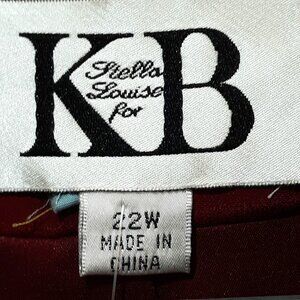 KB
Stella
Louise
for
22W
MADE IN
CHINA